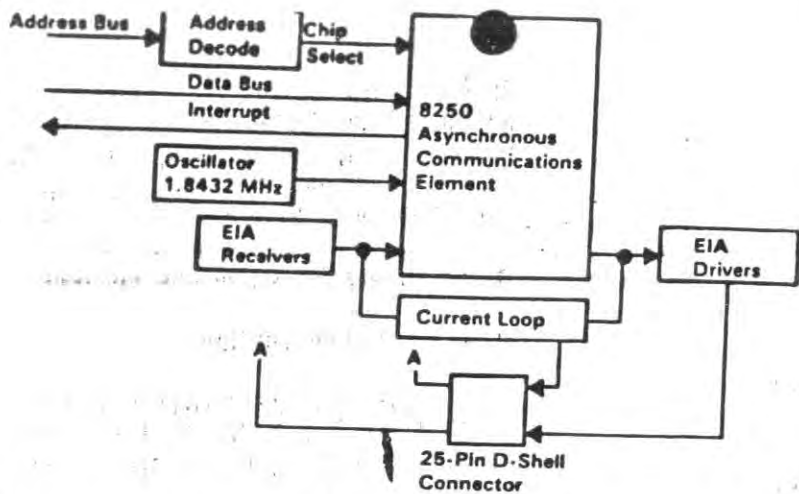 Address Bus
Address
Decode
Chip
Select
Data Bus
Interrupt
8250
Asynchronous
Communications
Element
Oscillator
1.8432 MHz
EIA
Receivers
EIA
Drivers
Current Loop
A
A
25-Pin D-Shell
Connector